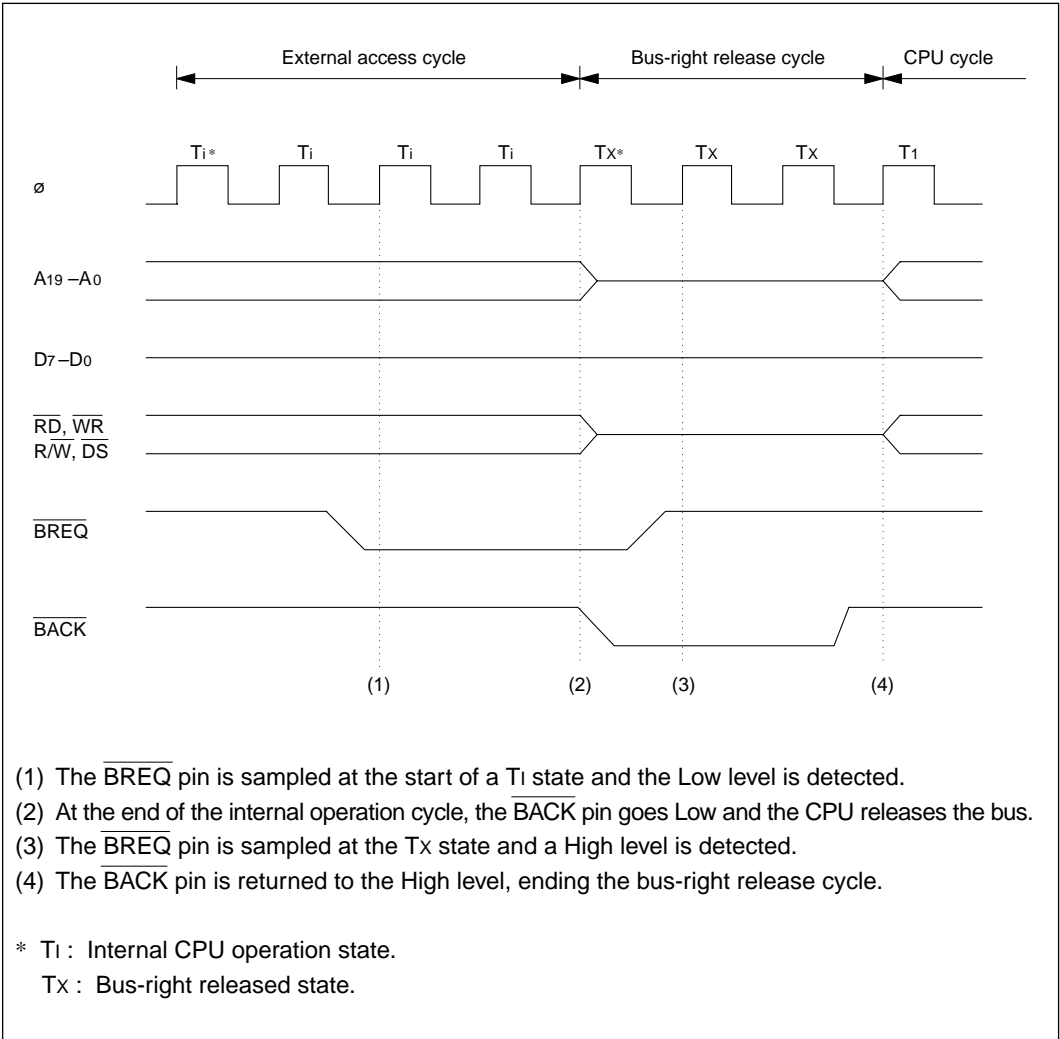 External access cycle Bus-right release cycle CPU cycle
Ti* Ti Ti Ti Tx* Tx Tx T1
ø
A19–A0
D7–D0
RD, WR
R/W, DS
BREQ
BACK
(1) (2) (3) (4)
(1) The BREQ pin is sampled at the start of a TI state and the Low level is detected.
(2) At the end of the internal operation cycle, the BACK pin goes Low and the CPU releases the bus.
(3) The BREQ pin is sampled at the Tx state and a High level is detected.
(4) The BACK pin is returned to the High level, ending the bus-right release cycle.
* TI : Internal CPU operation state.
Tx : Bus-right released state.